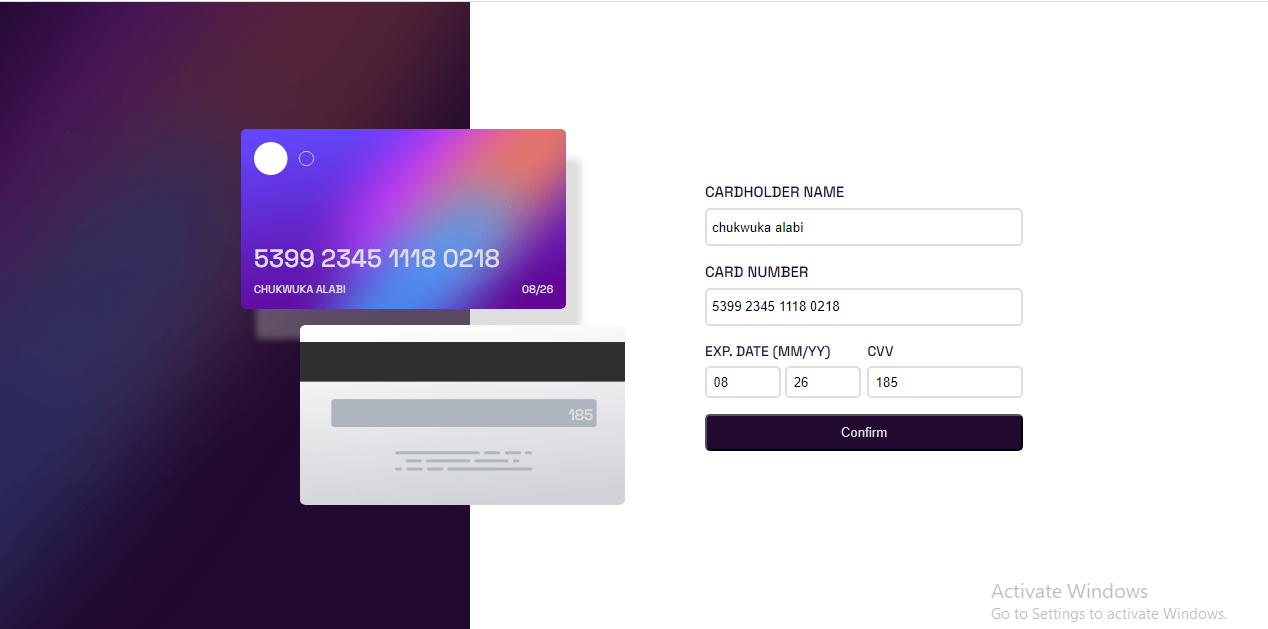 5399 2345 1118 0218
CHUKWUKA ALABI 08/26
185
CARDHOLDER NAME
chukwuka alabi
CARD NUMBER
5399 2345 1118 0218
EXP. DATE (MM/YY) CVV
08 26 185
Confirm
Activate Windows
Go to Settings to activate Windows.